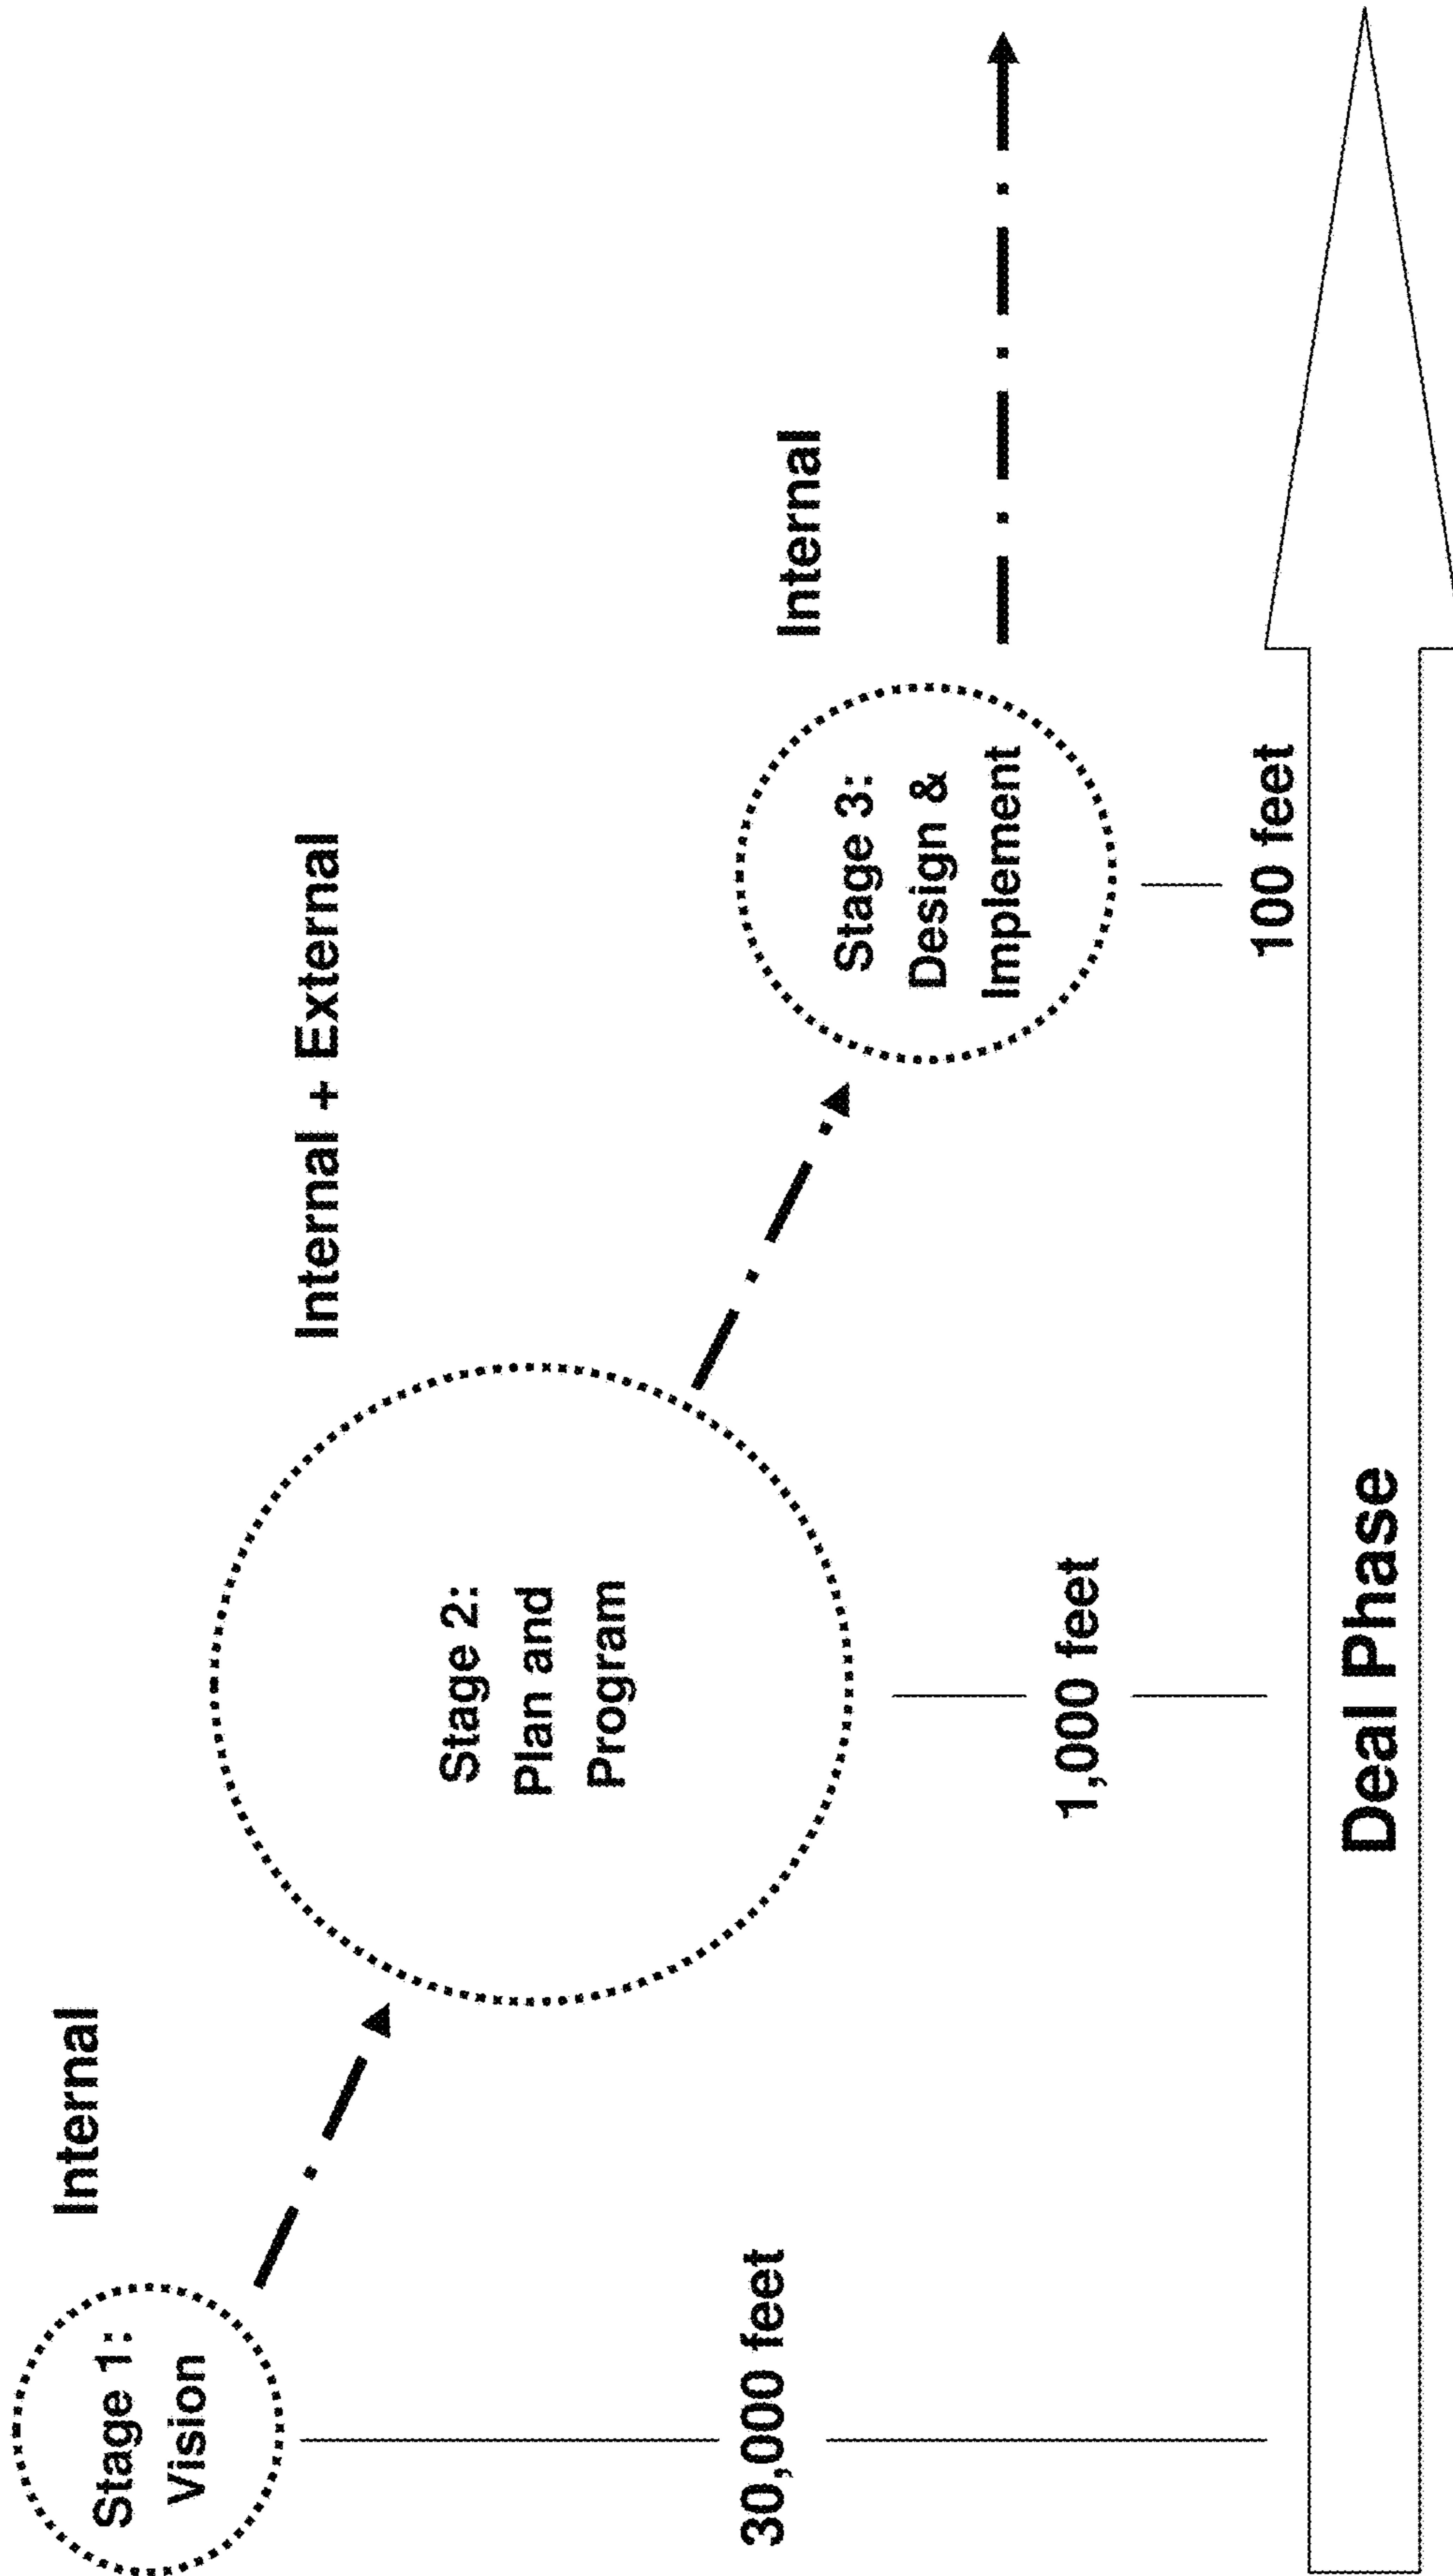 Internal
Stage 1:
Vision
30,000 feet
Internal + External
Stage 2:
Plan and
Program
1,000 feet
Internal
Stage 3:
Design &
Implement
100 feet
Deal Phase